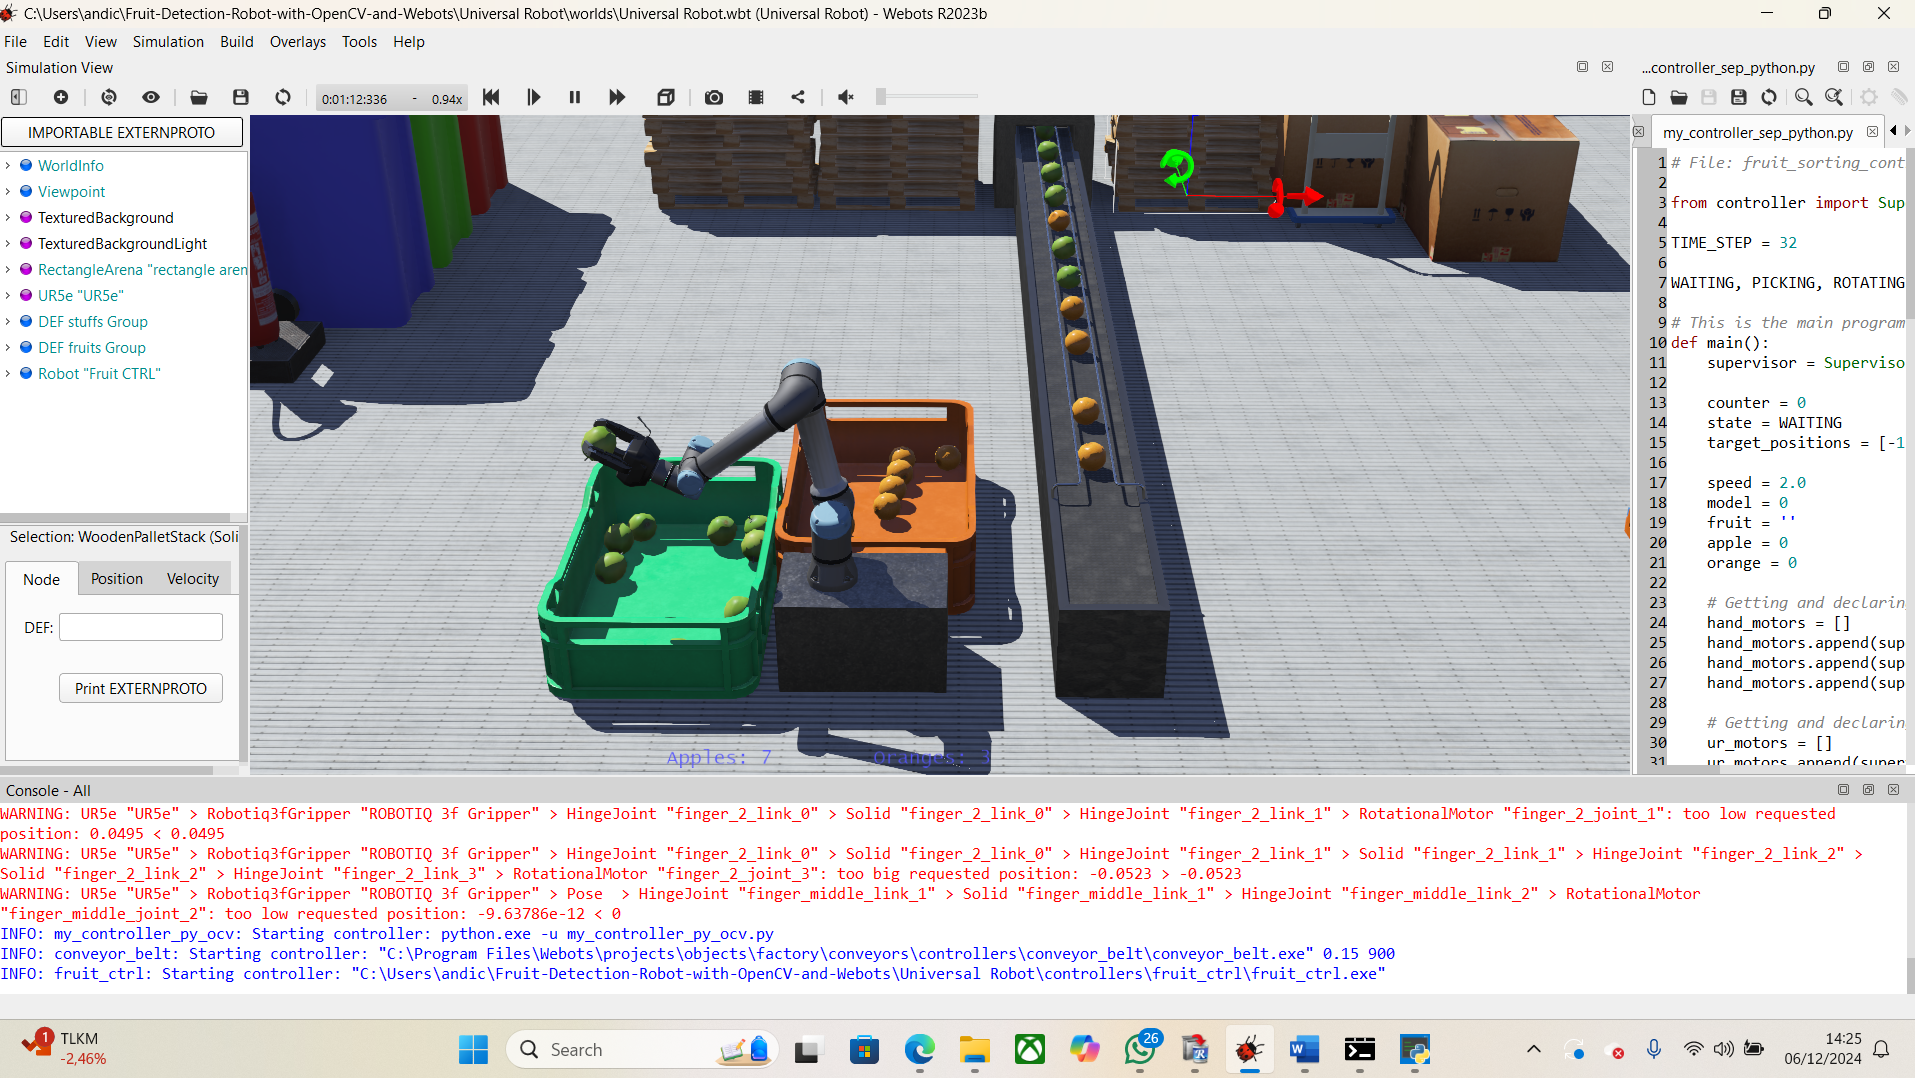 C:\Users\andic\Fruit-Detection-Robot-with-OpenCV-and-Webots\Universal Robot\worlds\Universal Robot.wbt (Universal Robot) - Webots R2023b
File Edit View Simulation Build Overlays Tools Help
Simulation View
...controller_sep_python.py
0:01:12:336 - 0.94x
IMPORTABLE EXTERNPROTO
WorldInfo
Viewpoint
TexturedBackground
TexturedBackgroundLight
RectangleArena "rectangle aren
UR5e "UR5e"
DEF stuffs Group
DEF fruits Group
Robot "Fruit CTRL"
Selection: WoodenPalletStack (Soli
Node Position Velocity
DEF:
Print EXTERNPROTO
Apples: 7 Oranges: 3
my_controller_sep_python.py
1 # File: fruit_sorting_cont
2
3 from controller import Sup
4
5 TIME_STEP = 32
6
7 WAITING, PICKING, ROTATING
8
9 # This is the main program
10 def main():
11 supervisor = Superviso
12
13 counter = 0
14 state = WAITING
15 target_positions = [-1
16
17 speed = 2.0
18 model = 0
19 fruit = ''
20 apple = 0
21 orange = 0
22
23 # Getting and declarin
24 hand_motors = []
25 hand_motors.append(sup
26 hand_motors.append(sup
27 hand_motors.append(sup
28
29 # Getting and declarin
30 ur_motors = []
31 ur_motors.append(super
Console - All
WARNING: UR5e "UR5e" > Robotiq3fGripper "ROBOTIQ 3f Gripper" > HingeJoint "finger_2_link_0" > Solid "finger_2_link_0" > HingeJoint "finger_2_link_1" > RotationalMotor "finger_2_joint_1": too low requested
position: 0.0495 < 0.0495
WARNING: UR5e "UR5e" > Robotiq3fGripper "ROBOTIQ 3f Gripper" > HingeJoint "finger_2_link_0" > Solid "finger_2_link_0" > HingeJoint "finger_2_link_1" > Solid "finger_2_link_1" > HingeJoint "finger_2_link_2" >
Solid "finger_2_link_2" > HingeJoint "finger_2_link_3" > RotationalMotor "finger_2_joint_3": too big requested position: -0.0523 > -0.0523
WARNING: UR5e "UR5e" > Robotiq3fGripper "ROBOTIQ 3f Gripper" > Pose > HingeJoint "finger_middle_link_1" > Solid "finger_middle_link_1" > HingeJoint "finger_middle_link_2" > RotationalMotor
"finger_middle_joint_2": too low requested position: -9.63786e-12 < 0
INFO: my_controller_py_ocv: Starting controller: python.exe -u my_controller_py_ocv.py
INFO: conveyor_belt: Starting controller: "C:\Program Files\Webots\projects\objects\factory\conveyors\controllers\conveyor_belt\conveyor_belt.exe" 0.15 900
INFO: fruit_ctrl: Starting controller: "C:\Users\andic\Fruit-Detection-Robot-with-OpenCV-and-Webots\Universal Robot\controllers\fruit_ctrl\fruit_ctrl.exe"
1
TLKM
-2,46%
Search
26
14:25
06/12/2024